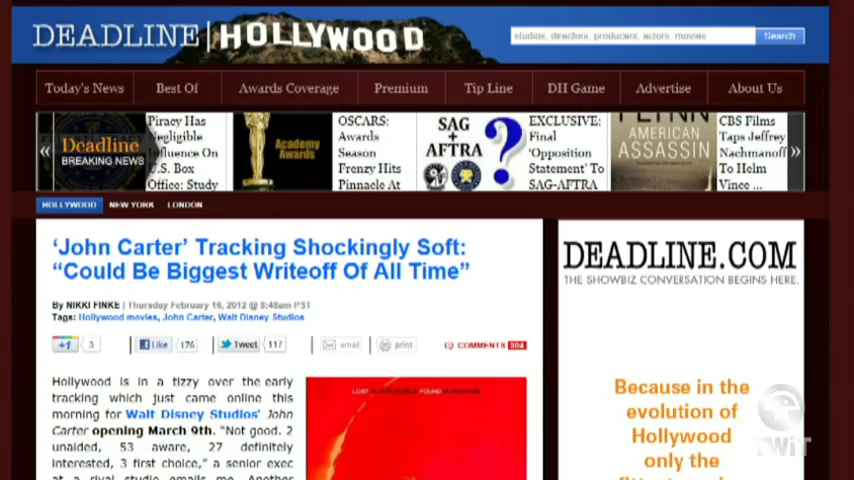 DEADLINE|HOLLYWOOD
studios, directors, producers, actors, movies
Search
Today's News
Best Of
Awards Coverage
Premium
Tip Line
DH Game
Advertise
About Us
«
Deadline
BREAKING NEWS
Piracy Has
Negligible
Influence On
U.S. Box
Office: Study
Academy
Awards
OSCARS:
Awards
Season
Frenzy Hits
Pinnacle At
SAG +
AFTRA
?
EXCLUSIVE:
Final
'Opposition
Statement' To
SAG-AFTRA
FLYNN
AMERICAN
ASSASSIN
CBS Films
Taps Jeffrey
Nachmanoff
To Helm
Vince ...
»
HOLLYWOOD
NEW YORK
LONDON
‘John Carter’ Tracking Shockingly Soft:
“Could Be Biggest Writeoff Of All Time”
By NIKKI FINKE | Thursday February 16, 2012 @ 8:48am PST
Tags: Hollywood movies, John Carter, Walt Disney Studios
+1
3
Like
176
Tweet
117
email
print
COMMENTS 304
Hollywood is in a tizzy over the early
tracking which just came online this
morning for Walt Disney Studios' John
Carter opening March 9th. “Not good. 2
unaided, 53 aware, 27 definitely
interested, 3 first choice,” a senior exec
at a rival studio emails me. Another
DEADLINE.COM
THE SHOWBIZ CONVERSATION BEGINS HERE.
Because in the
evolution of
Hollywood
only the
TWiT